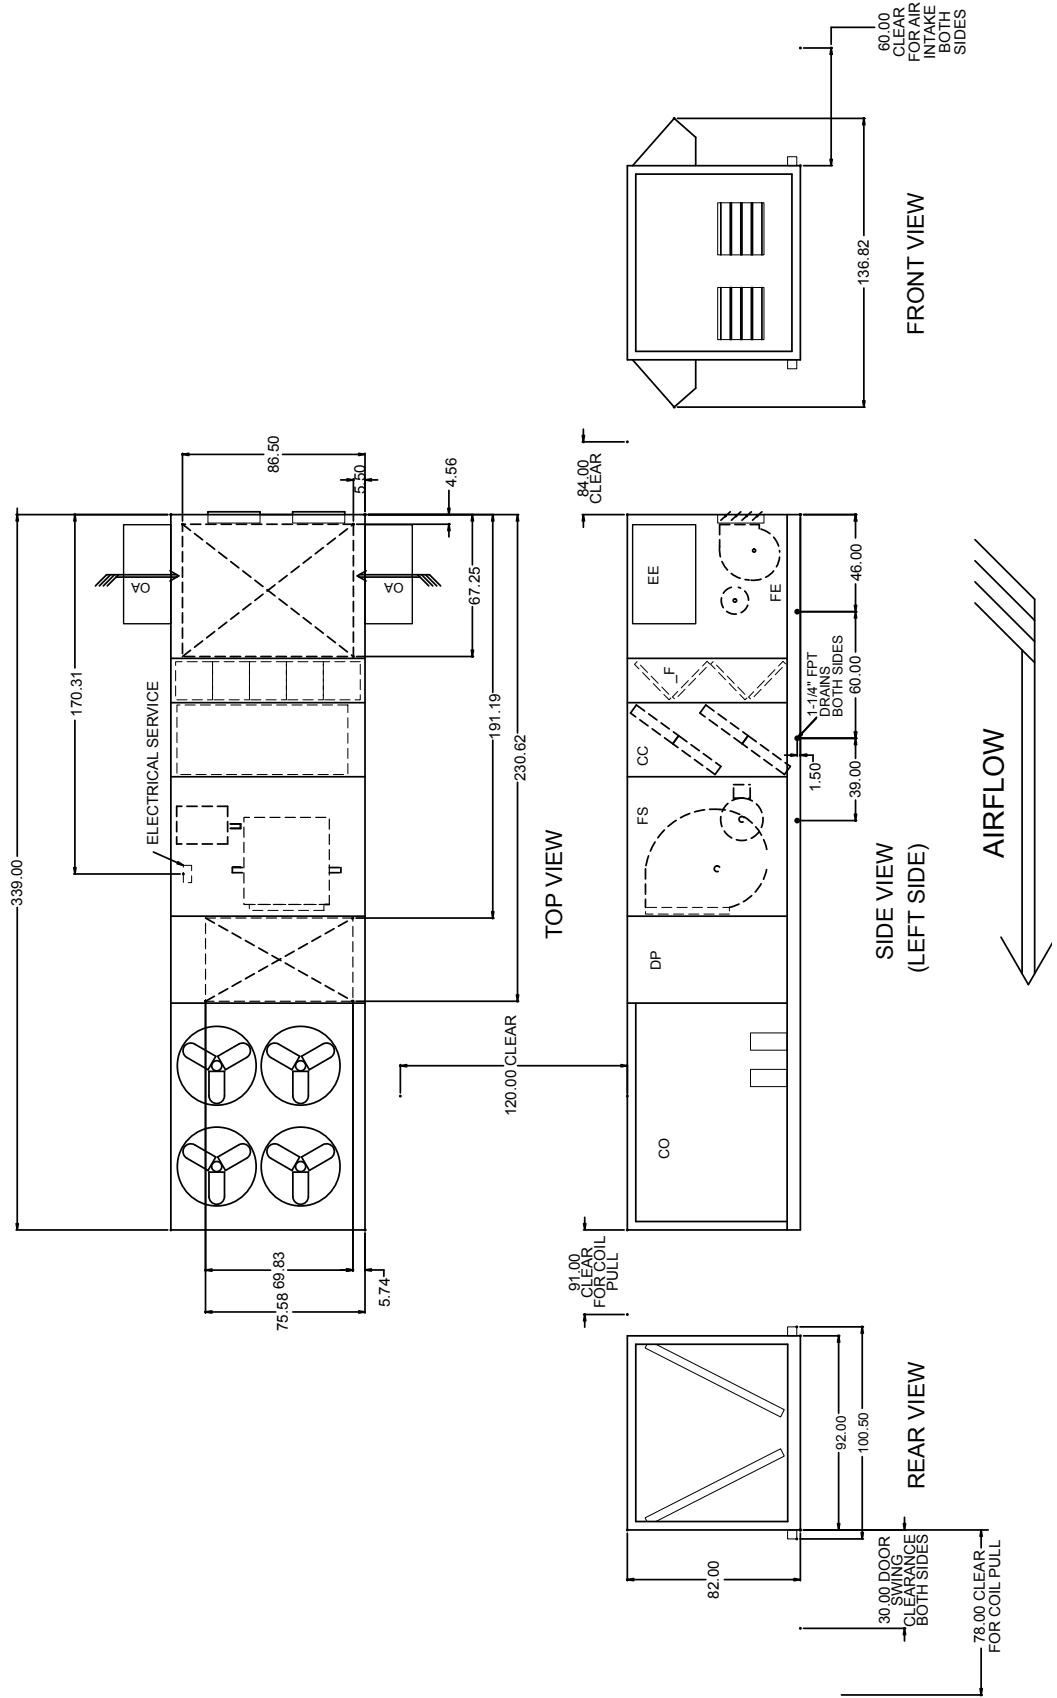 339.00
170.31
ELECTRICAL SERVICE
OA
OA
86.50
5.50
4.56
67.25
191.19
230.62
75.58
69.83
5.74
TOP VIEW
120.00 CLEAR
91.00
CLEAR
FOR COIL
PULL
84.00
CLEAR
CO
DP
FS
CC
_F
EE
FE
1-1/4" FPT
DRAINS
BOTH SIDES
1.50
39.00
60.00
46.00
SIDE VIEW
(LEFT SIDE)
AIRFLOW
82.00
92.00
100.50
REAR VIEW
30.00 DOOR
SWING
CLEARANCE
BOTH SIDES
78.00 CLEAR
FOR COIL PULL
136.82
FRONT VIEW
60.00
CLEAR
FOR AIR
INTAKE
BOTH
SIDES